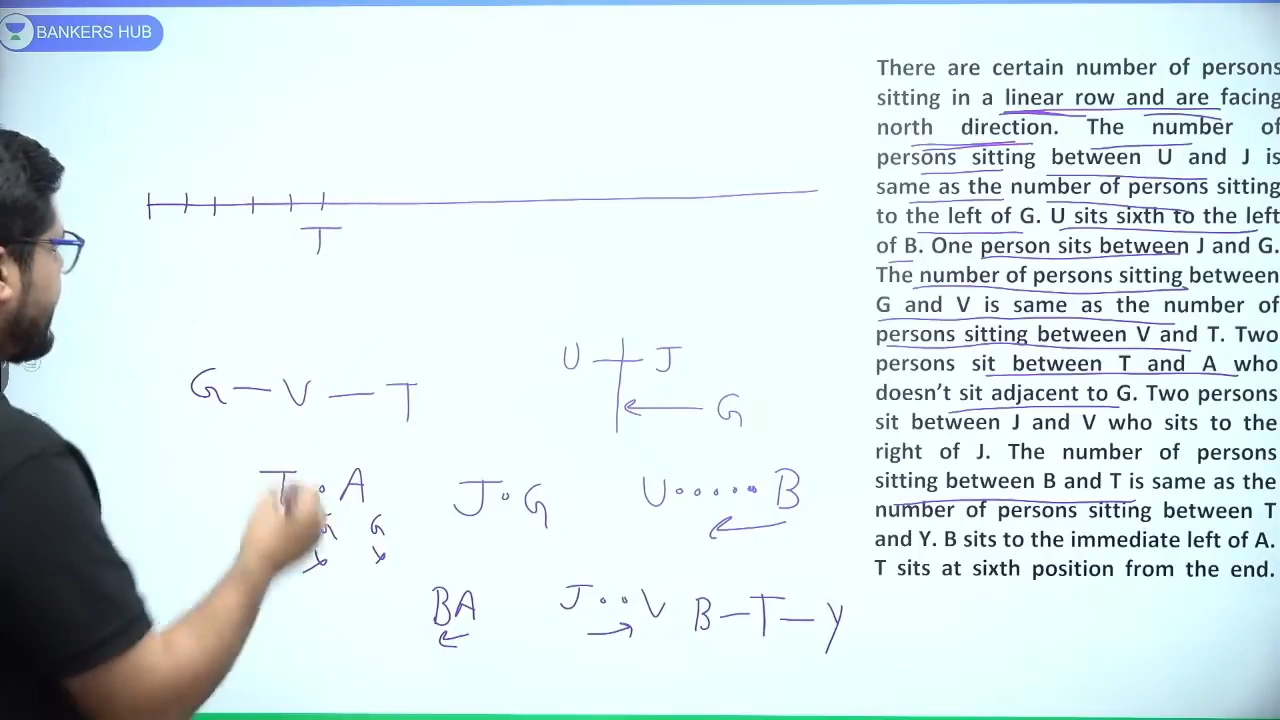 BANKERS HUB
There are certain number of persons
sitting in a linear row and are facing
north direction. The number of
persons sitting between U and J is
same as the number of persons sitting
to the left of G. U sits sixth to the left
of B. One person sits between J and G.
The number of persons sitting between
G and V is same as the number of
persons sitting between V and T. Two
persons sit between T and A who
doesn't sit adjacent to G. Two persons
sit between J and V who sits to the
right of J. The number of persons
sitting between B and T is same as the
number of persons sitting between T
and Y. B sits to the immediate left of A.
T sits at sixth position from the end.
T
U J
G
G — V — T
A
G
J · G
U · · · · · B
BA
J · · V
B — T — Y